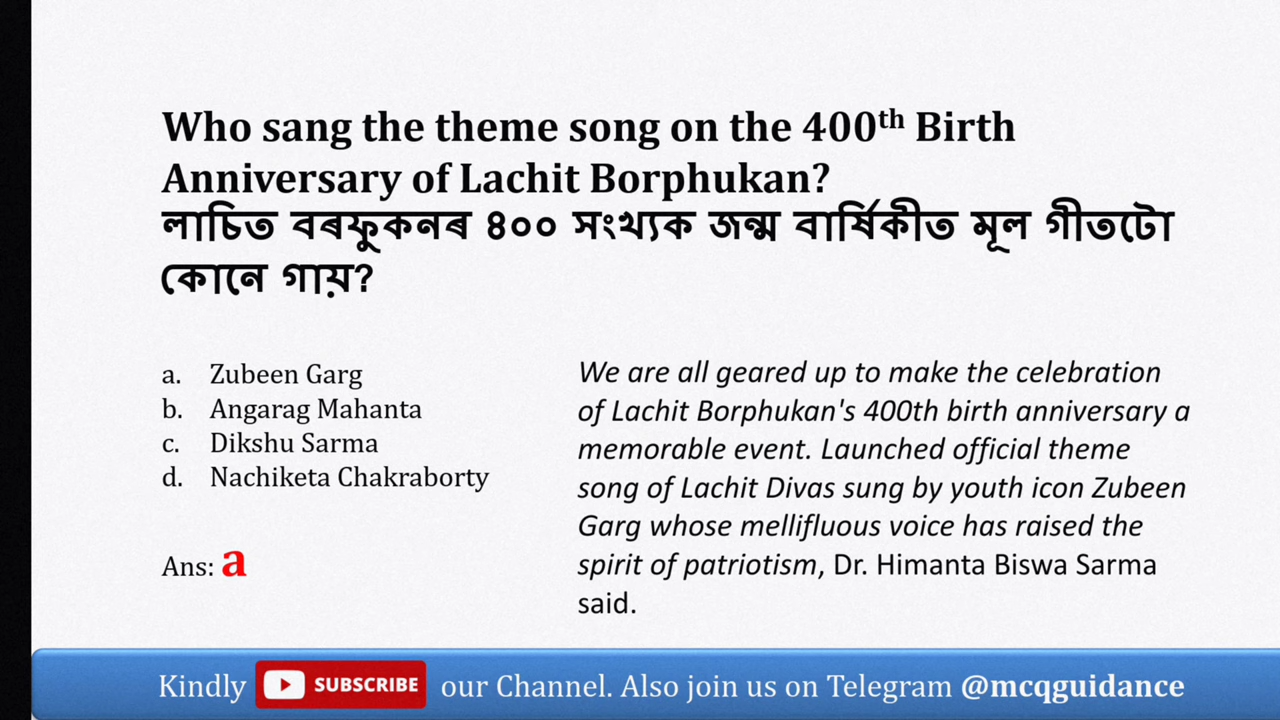 Who sang the theme song on the 400th Birth
Anniversary of Lachit Borphukan?
লাচিত বৰফুকনৰ ৪০০ সংখ্যক জন্ম বাৰ্ষিকীত মূল গীতটো
কোনে গায়?
a. Zubeen Garg
b. Angarag Mahanta
c. Dikshu Sarma
d. Nachiketa Chakraborty
Ans: a
We are all geared up to make the celebration
of Lachit Borphukan's 400th birth anniversary a
memorable event. Launched official theme
song of Lachit Divas sung by youth icon Zubeen
Garg whose mellifluous voice has raised the
spirit of patriotism, Dr. Himanta Biswa Sarma
said.
Kindly SUBSCRIBE our Channel. Also join us on Telegram @mcqguidance